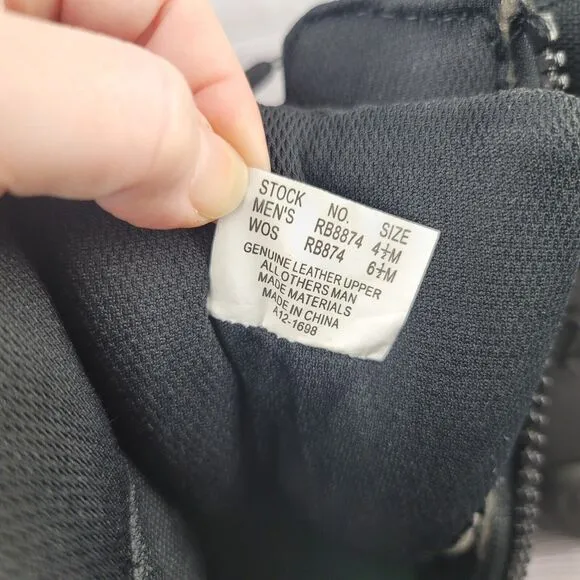 STOCK NO. SIZE
MEN'S RB8874 4½M
WOS RB874 6½M
GENUINE LEATHER UPPER
ALL OTHERS MAN
MADE MATERIALS
MADE IN CHINA
A12-1698